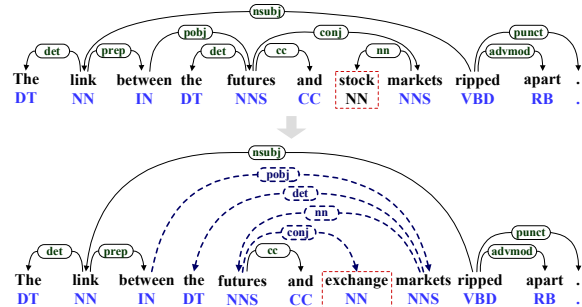 nsubj
pobj conj punct
det prep det cc nn advmod
The link between the futures and stock markets ripped apart .
DT NN IN DT NNS CC NN NNS VBD RB .
nsubj
pobj
det
nn
conj punct
det prep cc advmod
The link between the futures and exchange markets ripped apart .
DT NN IN DT NNS CC NN NNS VBD RB .